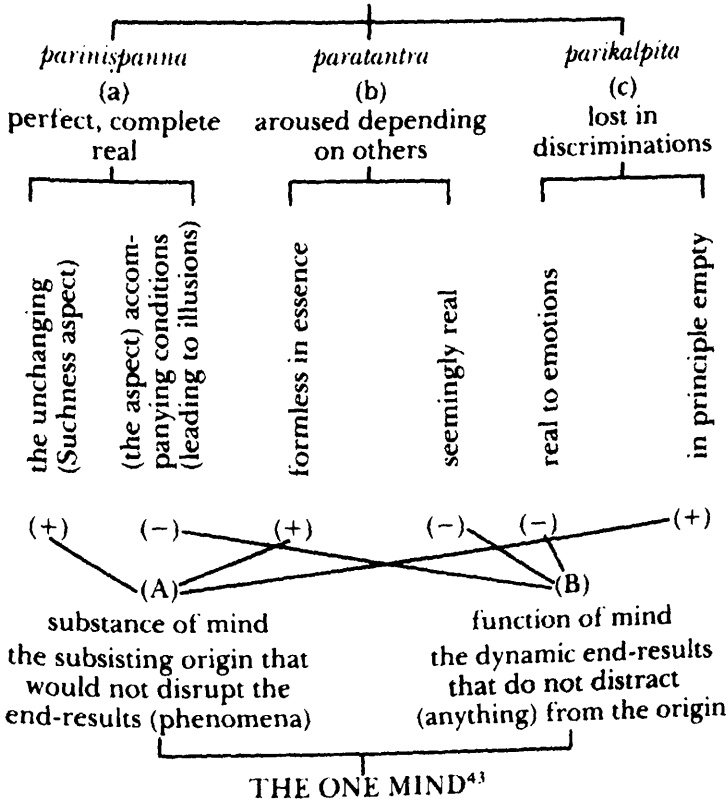 parinispanna
(a)
perfect, complete
real
paratantra
(b)
aroused depending
on others
parikalpita
(c)
lost in
discriminations
the unchanging
(Suchness aspect)
(the aspect) accom-
panying conditions
(leading to illusions)
formless in essence
seemingly real
real to emotions
in principle empty
(+)
(−)
(+)
(−)
(−)
(+)
(A)
substance of mind
the subsisting origin that
would not disrupt the
end-results (phenomena)
(B)
function of mind
the dynamic end-results
that do not distract
(anything) from the origin
THE ONE MIND⁴³